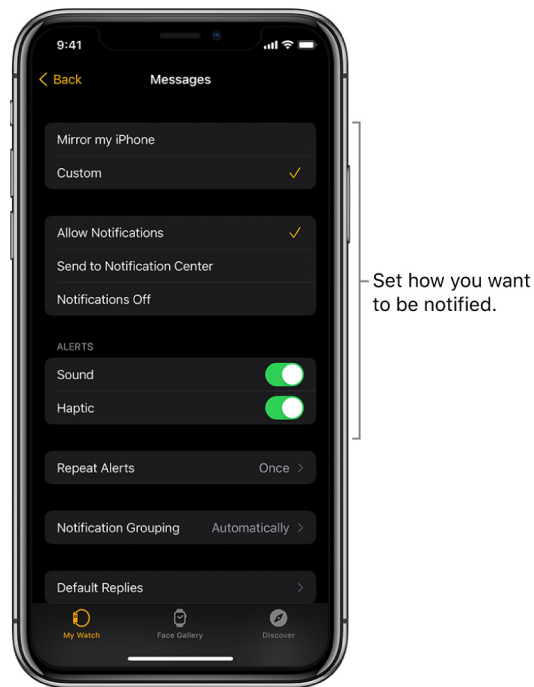 9:41
Back
Messages
Mirror my iPhone
Custom
Allow Notifications
Send to Notification Center
Notifications Off
ALERTS
Sound
Haptic
Set how you want
to be notified.
Repeat Alerts Once
Notification Grouping Automatically
Default Replies
My Watch Face Gallery Discover